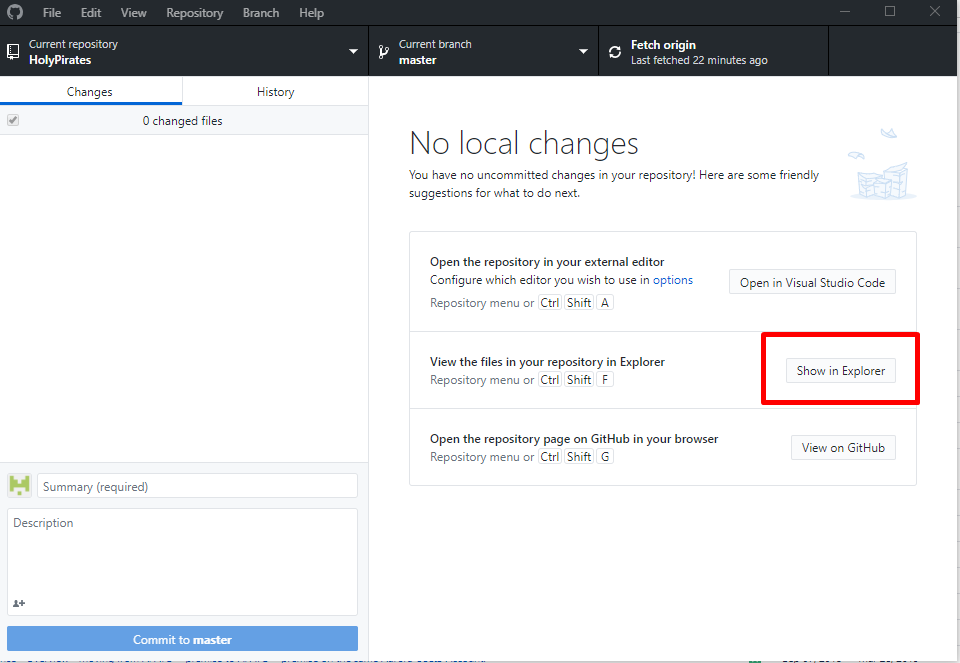 File Edit View Repository Branch Help
Current repository
HolyPirates
Current branch
master
Fetch origin
Last fetched 22 minutes ago
Changes
History
0 changed files
No local changes
You have no uncommitted changes in your repository! Here are some friendly
suggestions for what to do next.
Open the repository in your external editor
Configure which editor you wish to use in options
Repository menu or Ctrl Shift A
Open in Visual Studio Code
View the files in your repository in Explorer
Repository menu or Ctrl Shift F
Show in Explorer
Open the repository page on GitHub in your browser
Repository menu or Ctrl Shift G
View on GitHub
Summary (required)
Description
Commit to master